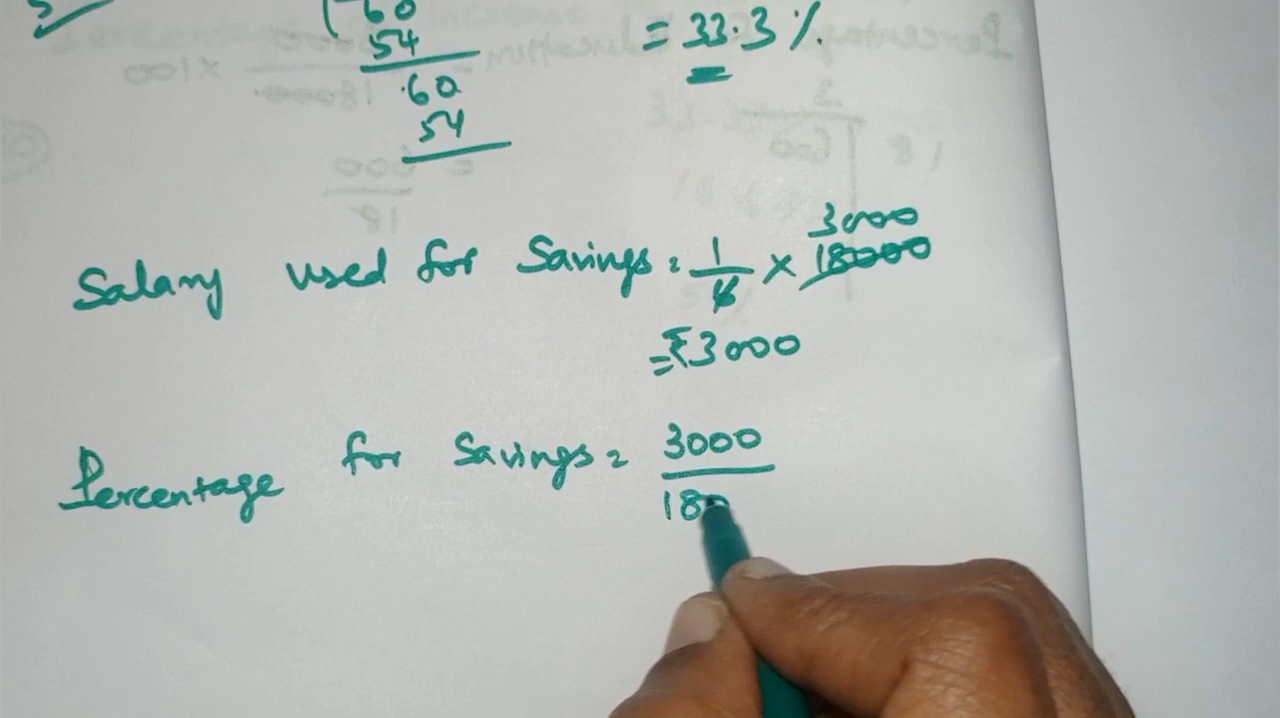 60
54
= 33.3 %.
60
54
3000
Salary used for Savings = 1/6 × 18000
= ₹3000
Percentage for Savings = 3000
180